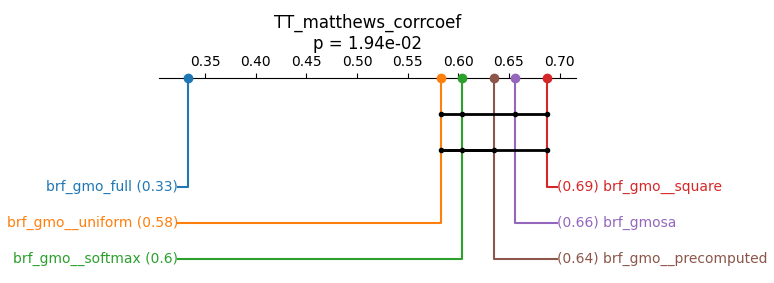 TT_matthews_corrcoef
p = 1.94e-02
0.35 0.40 0.45 0.50 0.55 0.60 0.65 0.70
brf_gmo_full (0.33)
(0.69) brf_gmo__square
brf_gmo__uniform (0.58)
(0.66) brf_gmosa
brf_gmo__softmax (0.6)
(0.64) brf_gmo__precomputed